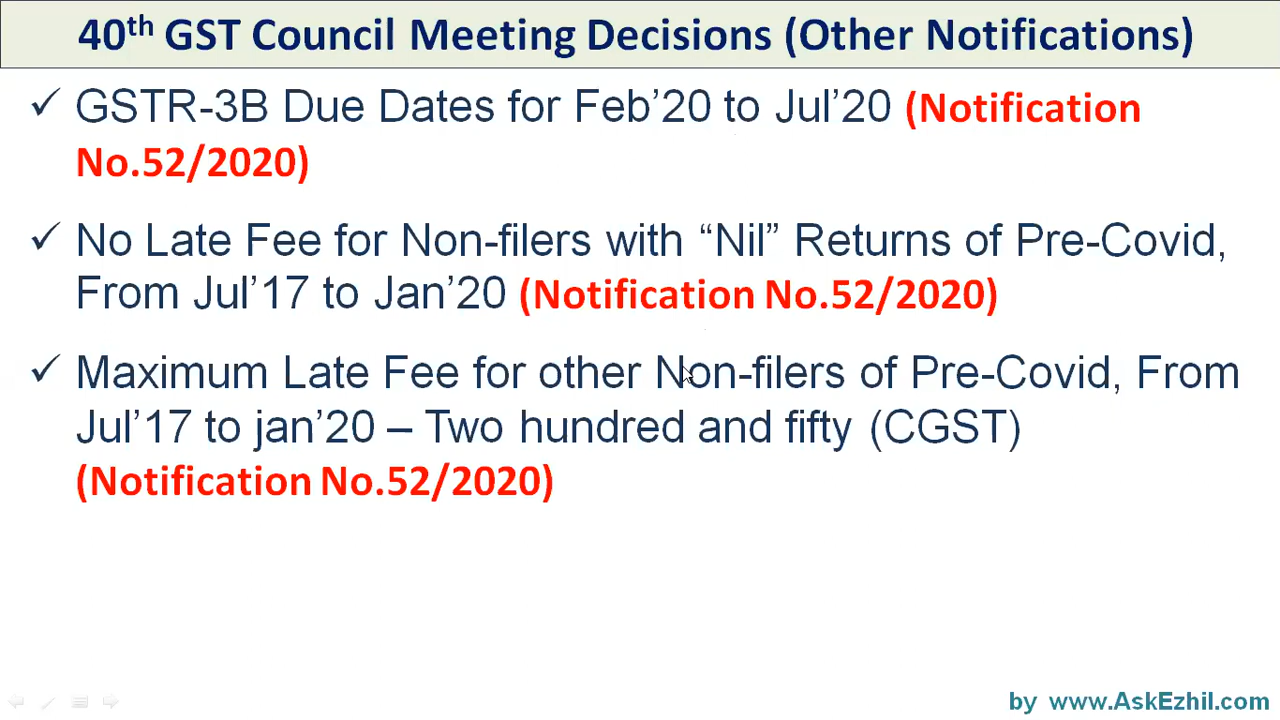 40th GST Council Meeting Decisions (Other Notifications)
✓ GSTR-3B Due Dates for Feb’20 to Jul’20 (Notification
No.52/2020)
✓ No Late Fee for Non-filers with “Nil” Returns of Pre-Covid,
From Jul’17 to Jan’20 (Notification No.52/2020)
✓ Maximum Late Fee for other Non-filers of Pre-Covid, From
Jul’17 to jan’20 – Two hundred and fifty (CGST)
(Notification No.52/2020)
by www.AskEzhil.com